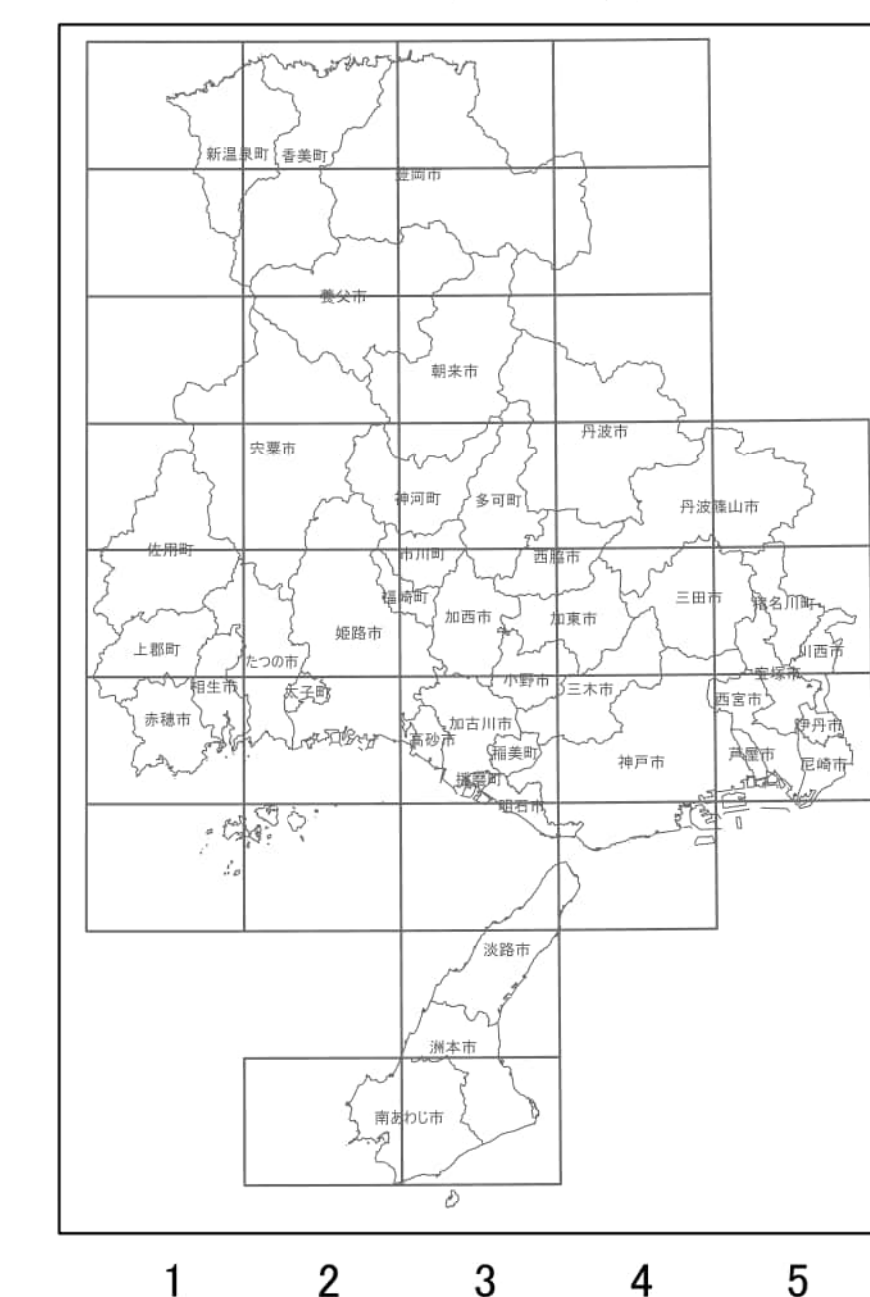 新温泉町
香美町
豊岡市
養父市
朝来市
丹波市
宍粟市
神河町
多可町
丹波篠山市
佐用町
市川町
西脇市
福崎町
加西市
加東市
三田市
猪名川町
姫路市
上郡町
たつの市
川西市
宝塚市
相生市
太子町
小野市
三木市
西宮市
赤穂市
加古川市
高砂市
伊丹市
稲美町
芦屋市
神戸市
尼崎市
播磨町
明石市
淡路市
洲本市
南あわじ市
1 2 3 4 5